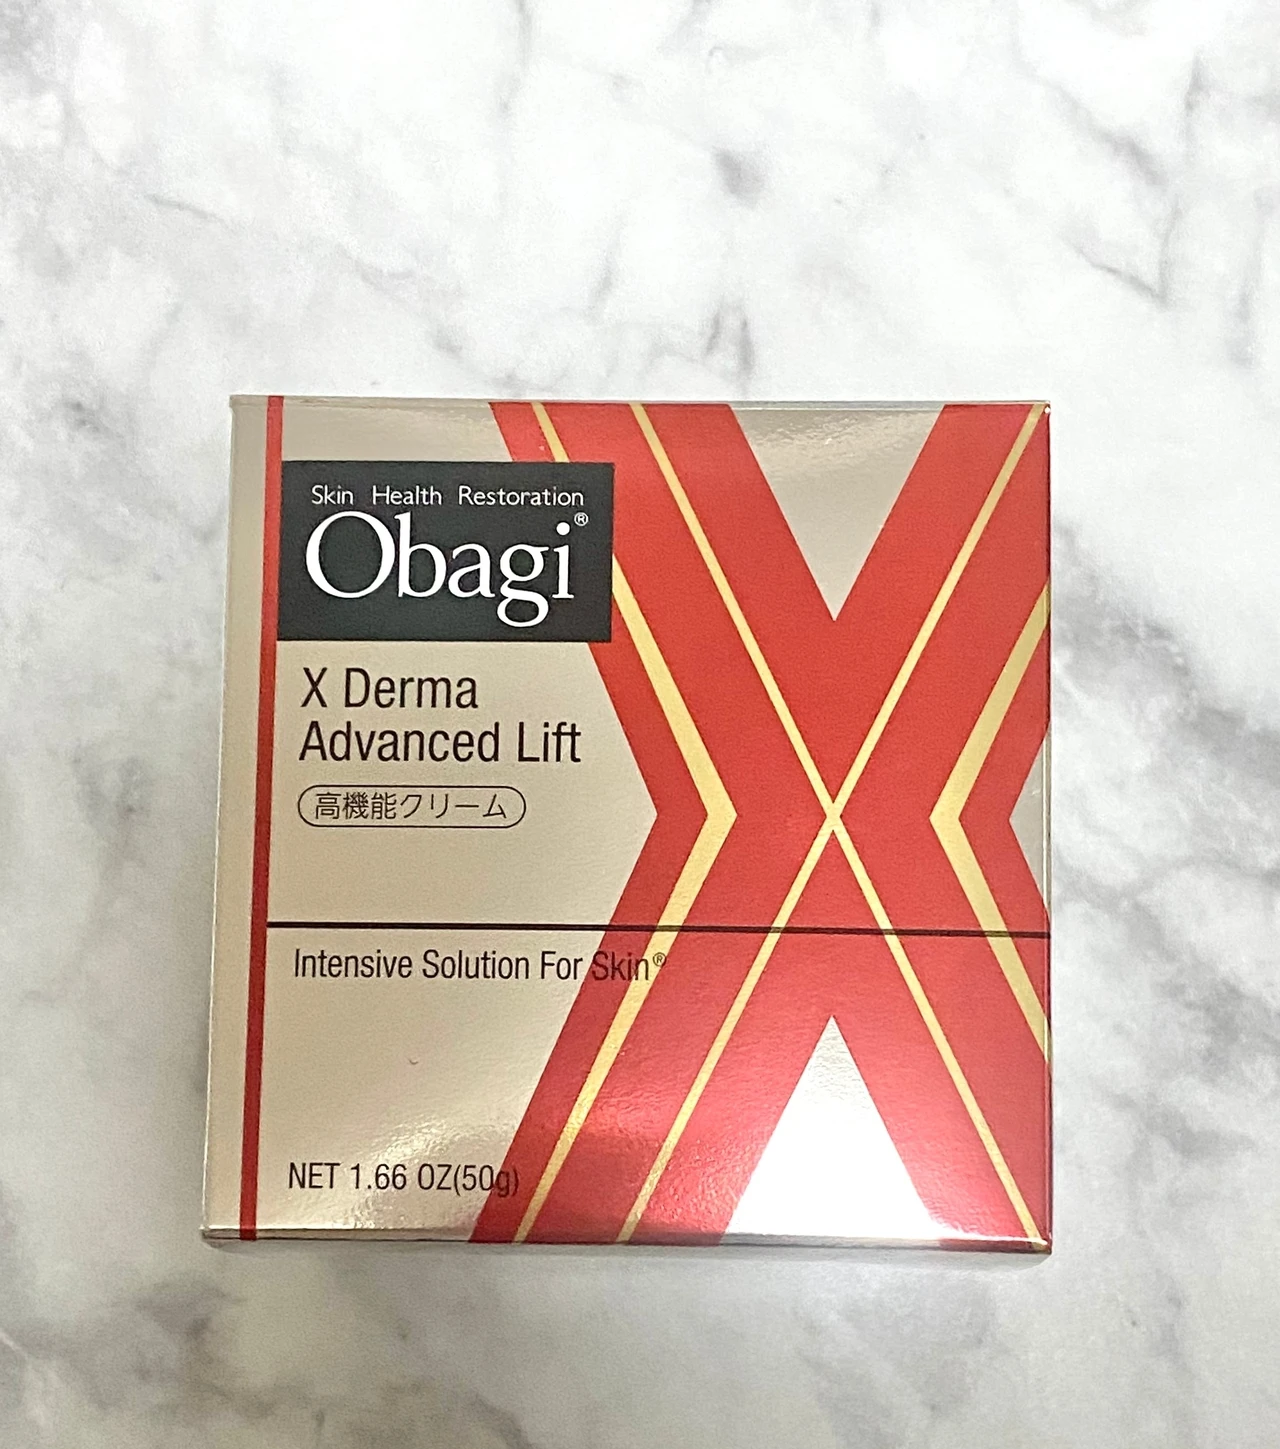 Skin Health Restoration
Obagi®
X Derma
Advanced Lift
高機能クリーム
Intensive Solution For Skin®
NET 1.66 OZ(50g)